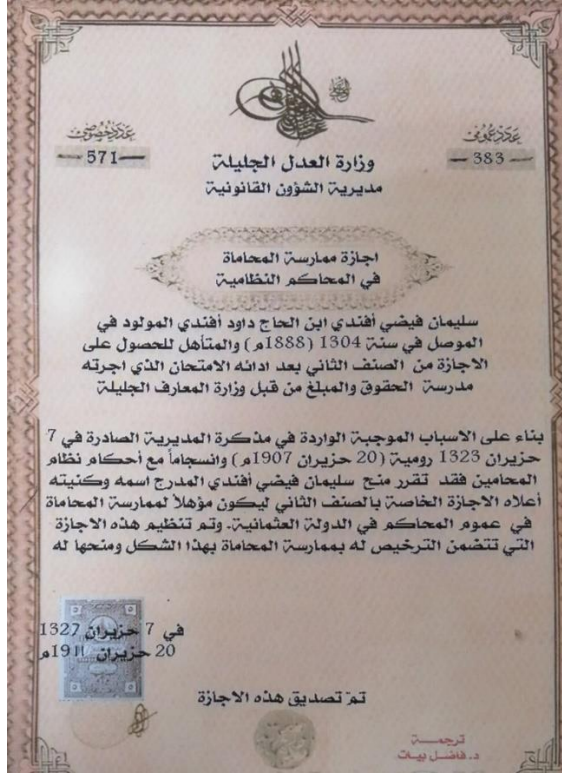 عدد عمومي
383
عدد خصوصي
571
وزارة العدل الجليلة
مديرية الشؤون القانونية
اجازة ممارسة المحاماة
في المحاكم النظامية
سليمان فيضي أفندي ابن الحاج داود أفندي المولود في
الموصل في سنة 1304 (1888م) والمتأهل للحصول على
الاجازة من الصنف الثاني بعد ادائه الامتحان الذي اجرته
مدرسة الحقوق والمبلغ من قبل وزارة المعارف الجليلة
بناء على الاسباب الموجبة الواردة في مذكرة المديرية الصادرة في 7
حزيران 1323 رومية (20 حزيران 1907م) وانسجاماً مع أحكام نظام
المحامين فقد تقرر منح سليمان فيضي أفندي المدرج اسمه وكنيته
أعلاه الاجازة الخاصة بالصنف الثاني ليكون مؤهلاً لممارسة المحاماة
في عموم المحاكم في الدولة العثمانية. وتم تنظيم هذه الاجازة
التي تتضمن الترخيص له بممارسة المحاماة بهذا الشكل ومنحها له
في 7 حزيران 1327
20 حزيران 1911م
تمّ تصديق هذه الاجازة
ترجمة
د. فاضل بيات